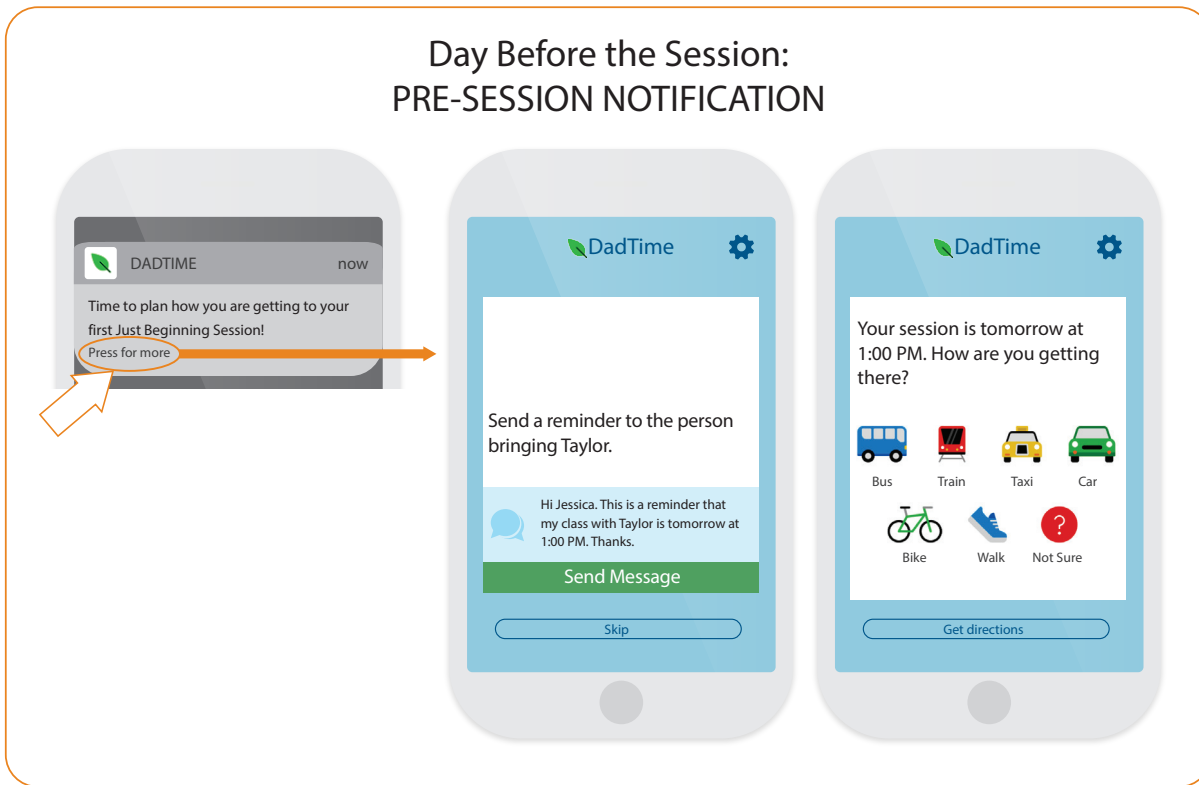 Day Before the Session:
PRE-SESSION NOTIFICATION
DADTIME
now
Time to plan how you are getting to your
first Just Beginning Session!
Press for more
DadTime
Send a reminder to the person
bringing Taylor.
Hi Jessica. This is a reminder that
my class with Taylor is tomorrow at
1:00 PM. Thanks.
Send Message
Skip
DadTime
Your session is tomorrow at
1:00 PM. How are you getting
there?
Bus
Train
Taxi
Car
Bike
Walk
?
Not Sure
Get directions